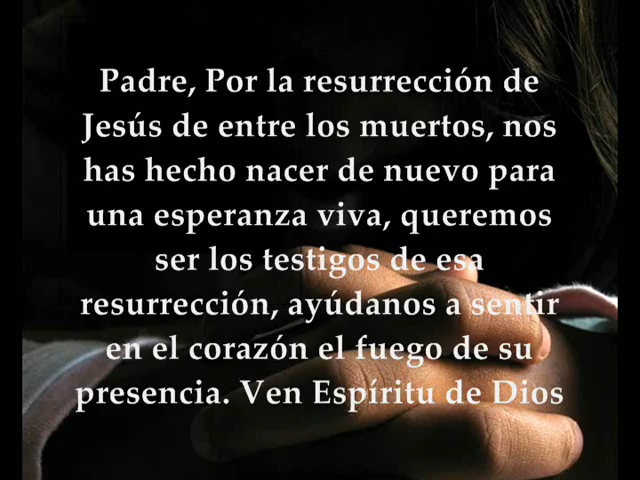 Padre, Por la resurrección de
Jesús de entre los muertos, nos
has hecho nacer de nuevo para
una esperanza viva, queremos
ser los testigos de esa
resurrección, ayúdanos a sentir
en el corazón el fuego de su
presencia. Ven Espíritu de Dios